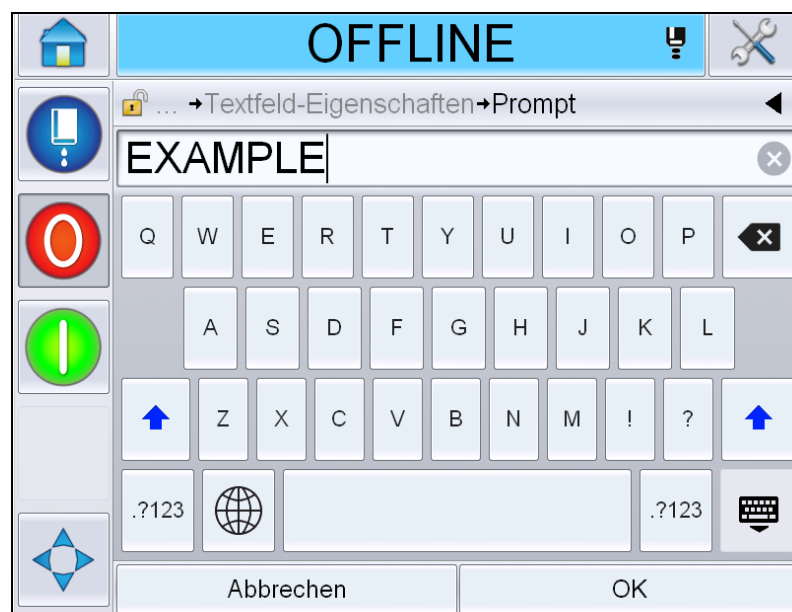 OFFLINE
... →Textfeld-Eigenschaften→Prompt
EXAMPLE
Q W E R T Y U I O P
A S D F G H J K L
Z X C V B N M ! ?
.?123 .?123
Abbrechen OK